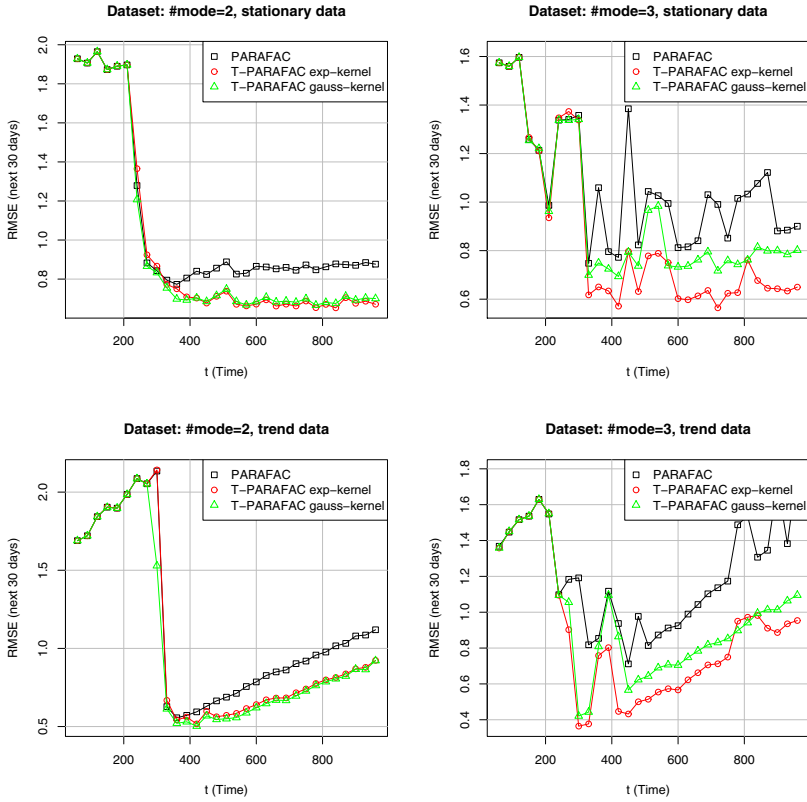 Dataset: #mode=2, stationary data
2.0
1.8
1.6
1.4
1.2
1.0
0.8
RMSE (next 30 days)
PARAFAC
T-PARAFAC exp-kernel
T-PARAFAC gauss-kernel
200 400 600 800
t (Time)
Dataset: #mode=3, stationary data
1.6
1.4
1.2
1.0
0.8
0.6
RMSE (next 30 days)
PARAFAC
T-PARAFAC exp-kernel
T-PARAFAC gauss-kernel
200 400 600 800
t (Time)
Dataset: #mode=2, trend data
2.0
1.5
1.0
0.5
RMSE (next 30 days)
PARAFAC
T-PARAFAC exp-kernel
T-PARAFAC gauss-kernel
200 400 600 800
t (Time)
Dataset: #mode=3, trend data
1.8
1.6
1.4
1.2
1.0
0.8
0.6
0.4
RMSE (next 30 days)
PARAFAC
T-PARAFAC exp-kernel
T-PARAFAC gauss-kernel
200 400 600 800
t (Time)